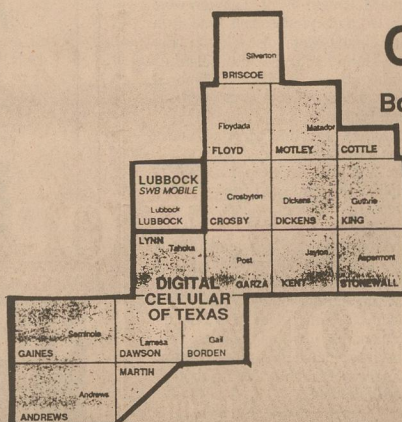 Silverton
BRISCOE
C
Bo
Floydada
FLOYD
Matador
MOTLEY
COTTLE
LUBBOCK
SWB MOBILE
Lubbock
LUBBOCK
Crosbyton
CROSBY
Dickens
DICKENS
Guthrie
KING
LYNN
Tahoka
Post
GARZA
Jayton
KENT
Aspermont
STONEWALL
DIGITAL
CELLULAR
OF TEXAS
Seminole
GAINES
Lamesa
DAWSON
Gail
BORDEN
Andrews
ANDREWS
MARTIN